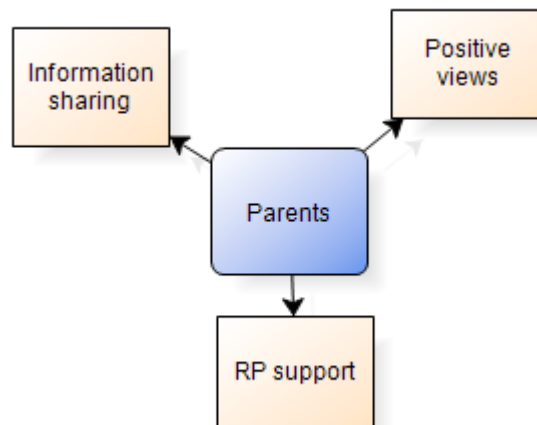 Information
sharing
Positive
views
Parents
RP support